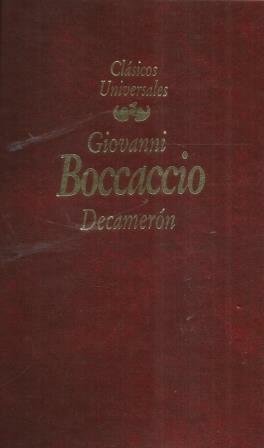 Clásicos
Universales
Giovanni
Boccaccio
Decamerón